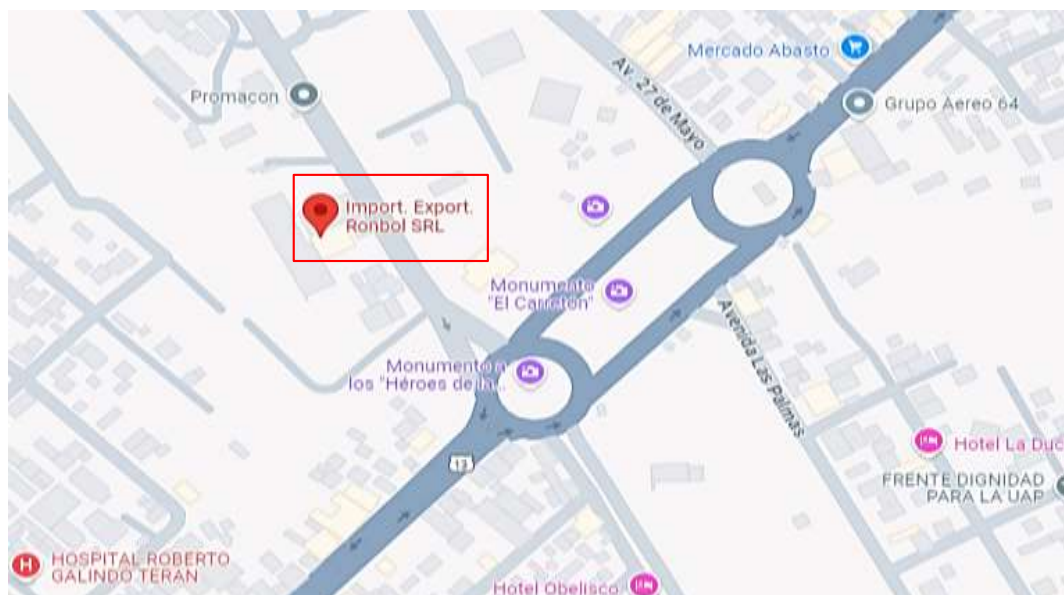 Mercado Abasto
Av. 27 de Mayo
Promacon
Grupo Aereo 64
Import. Export.
Ronbol SRL
Monumento
"El Carretón"
Avenida Las Palmas
Monumento a
los "Héroes de la...
Hotel La Duc
13
FRENTE DIGNIDAD
PARA LA UAP
HOSPITAL ROBERTO
GALINDO TERAN
Hotel Obelisco